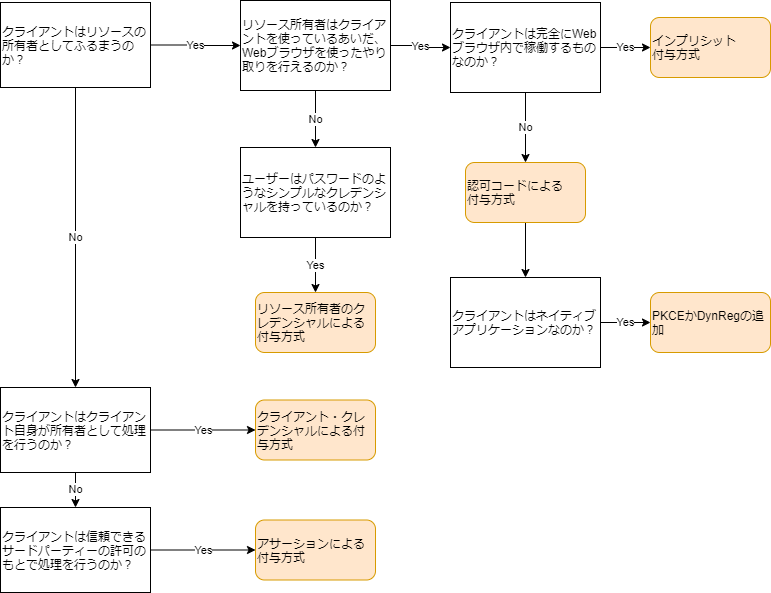 クライアントはリソースの
所有者としてふるまうの
か？
Yes
リソース所有者はクライア
ントを使っているあいだ、
Webブラウザを使ったやり
取りを行えるのか？
Yes
クライアントは完全にWeb
ブラウザ内で稼働するもの
なのか？
Yes
インプリシット
付与方式
No
No
ユーザーはパスワードのよ
うなシンプルなクレデンシ
ャルを持っているのか？
認可コードによる
付与方式
No
Yes
リソース所有者のク
レデンシャルによる
付与方式
クライアントはネイティブ
アプリケーションなのか？
Yes
PKCEかDynRegの追
加
クライアントはクライアン
ト自身が所有者として処理
を行うのか？
Yes
クライアント・クレ
デンシャルによる付
与方式
No
クライアントは信頼できる
サードパーティーの許可の
もとで処理を行うのか？
Yes
アサーションによる
付与方式